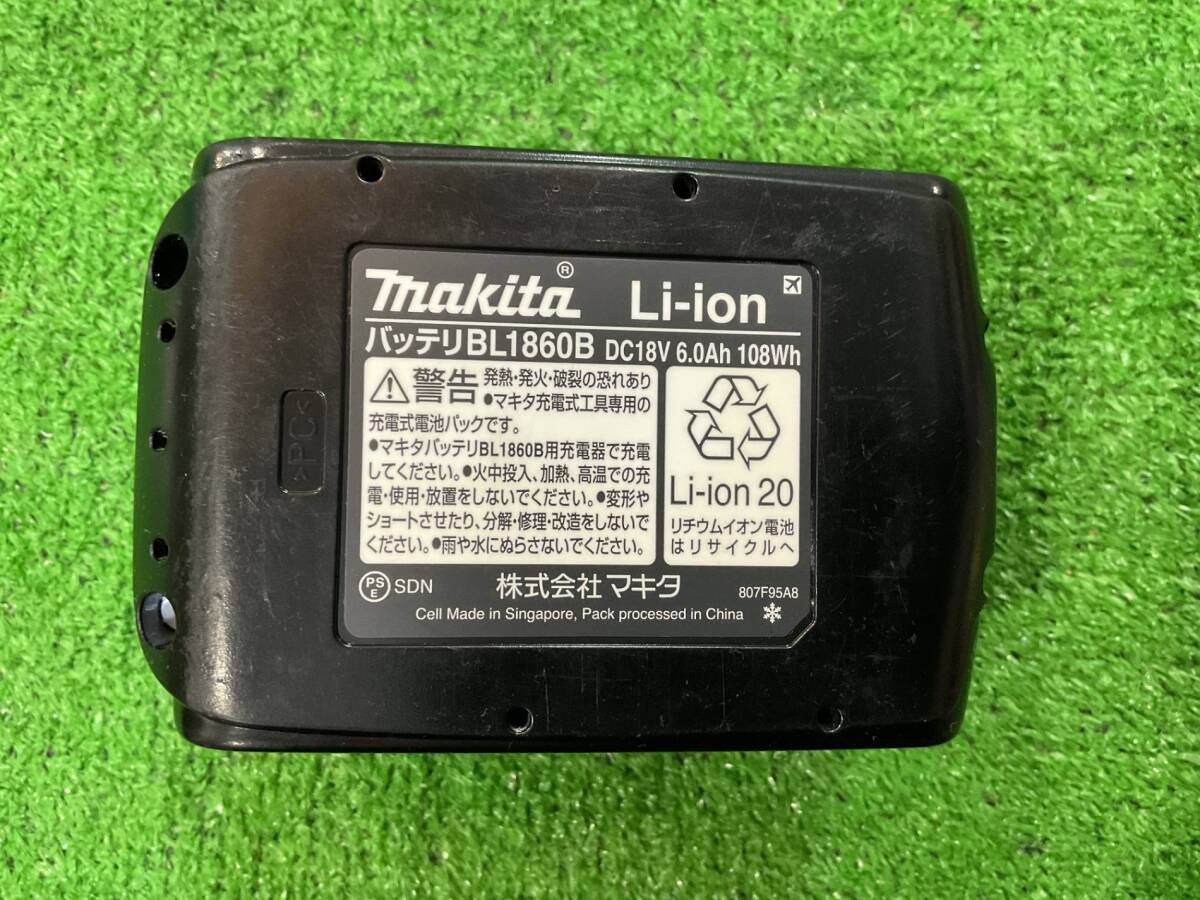 makita® Li-ion
バッテリBL1860B DC18V 6.0Ah 108Wh
警告 発熱・発火・破裂の恐れあり
●マキタ充電式工具専用の
充電式電池パックです。
●マキタバッテリBL1860B用充電器で充電
してください。●火中投入、加熱、高温での充
電・使用・放置をしないでください。●変形や
ショートさせたり、分解・修理・改造をしないで
ください。●雨や水にぬらさないでください。
Li-ion 20
リチウムイオン電池
はリサイクルへ
PSE SDN 株式会社 マキタ 807F95A8
Cell Made in Singapore, Pack processed in China
>PC<